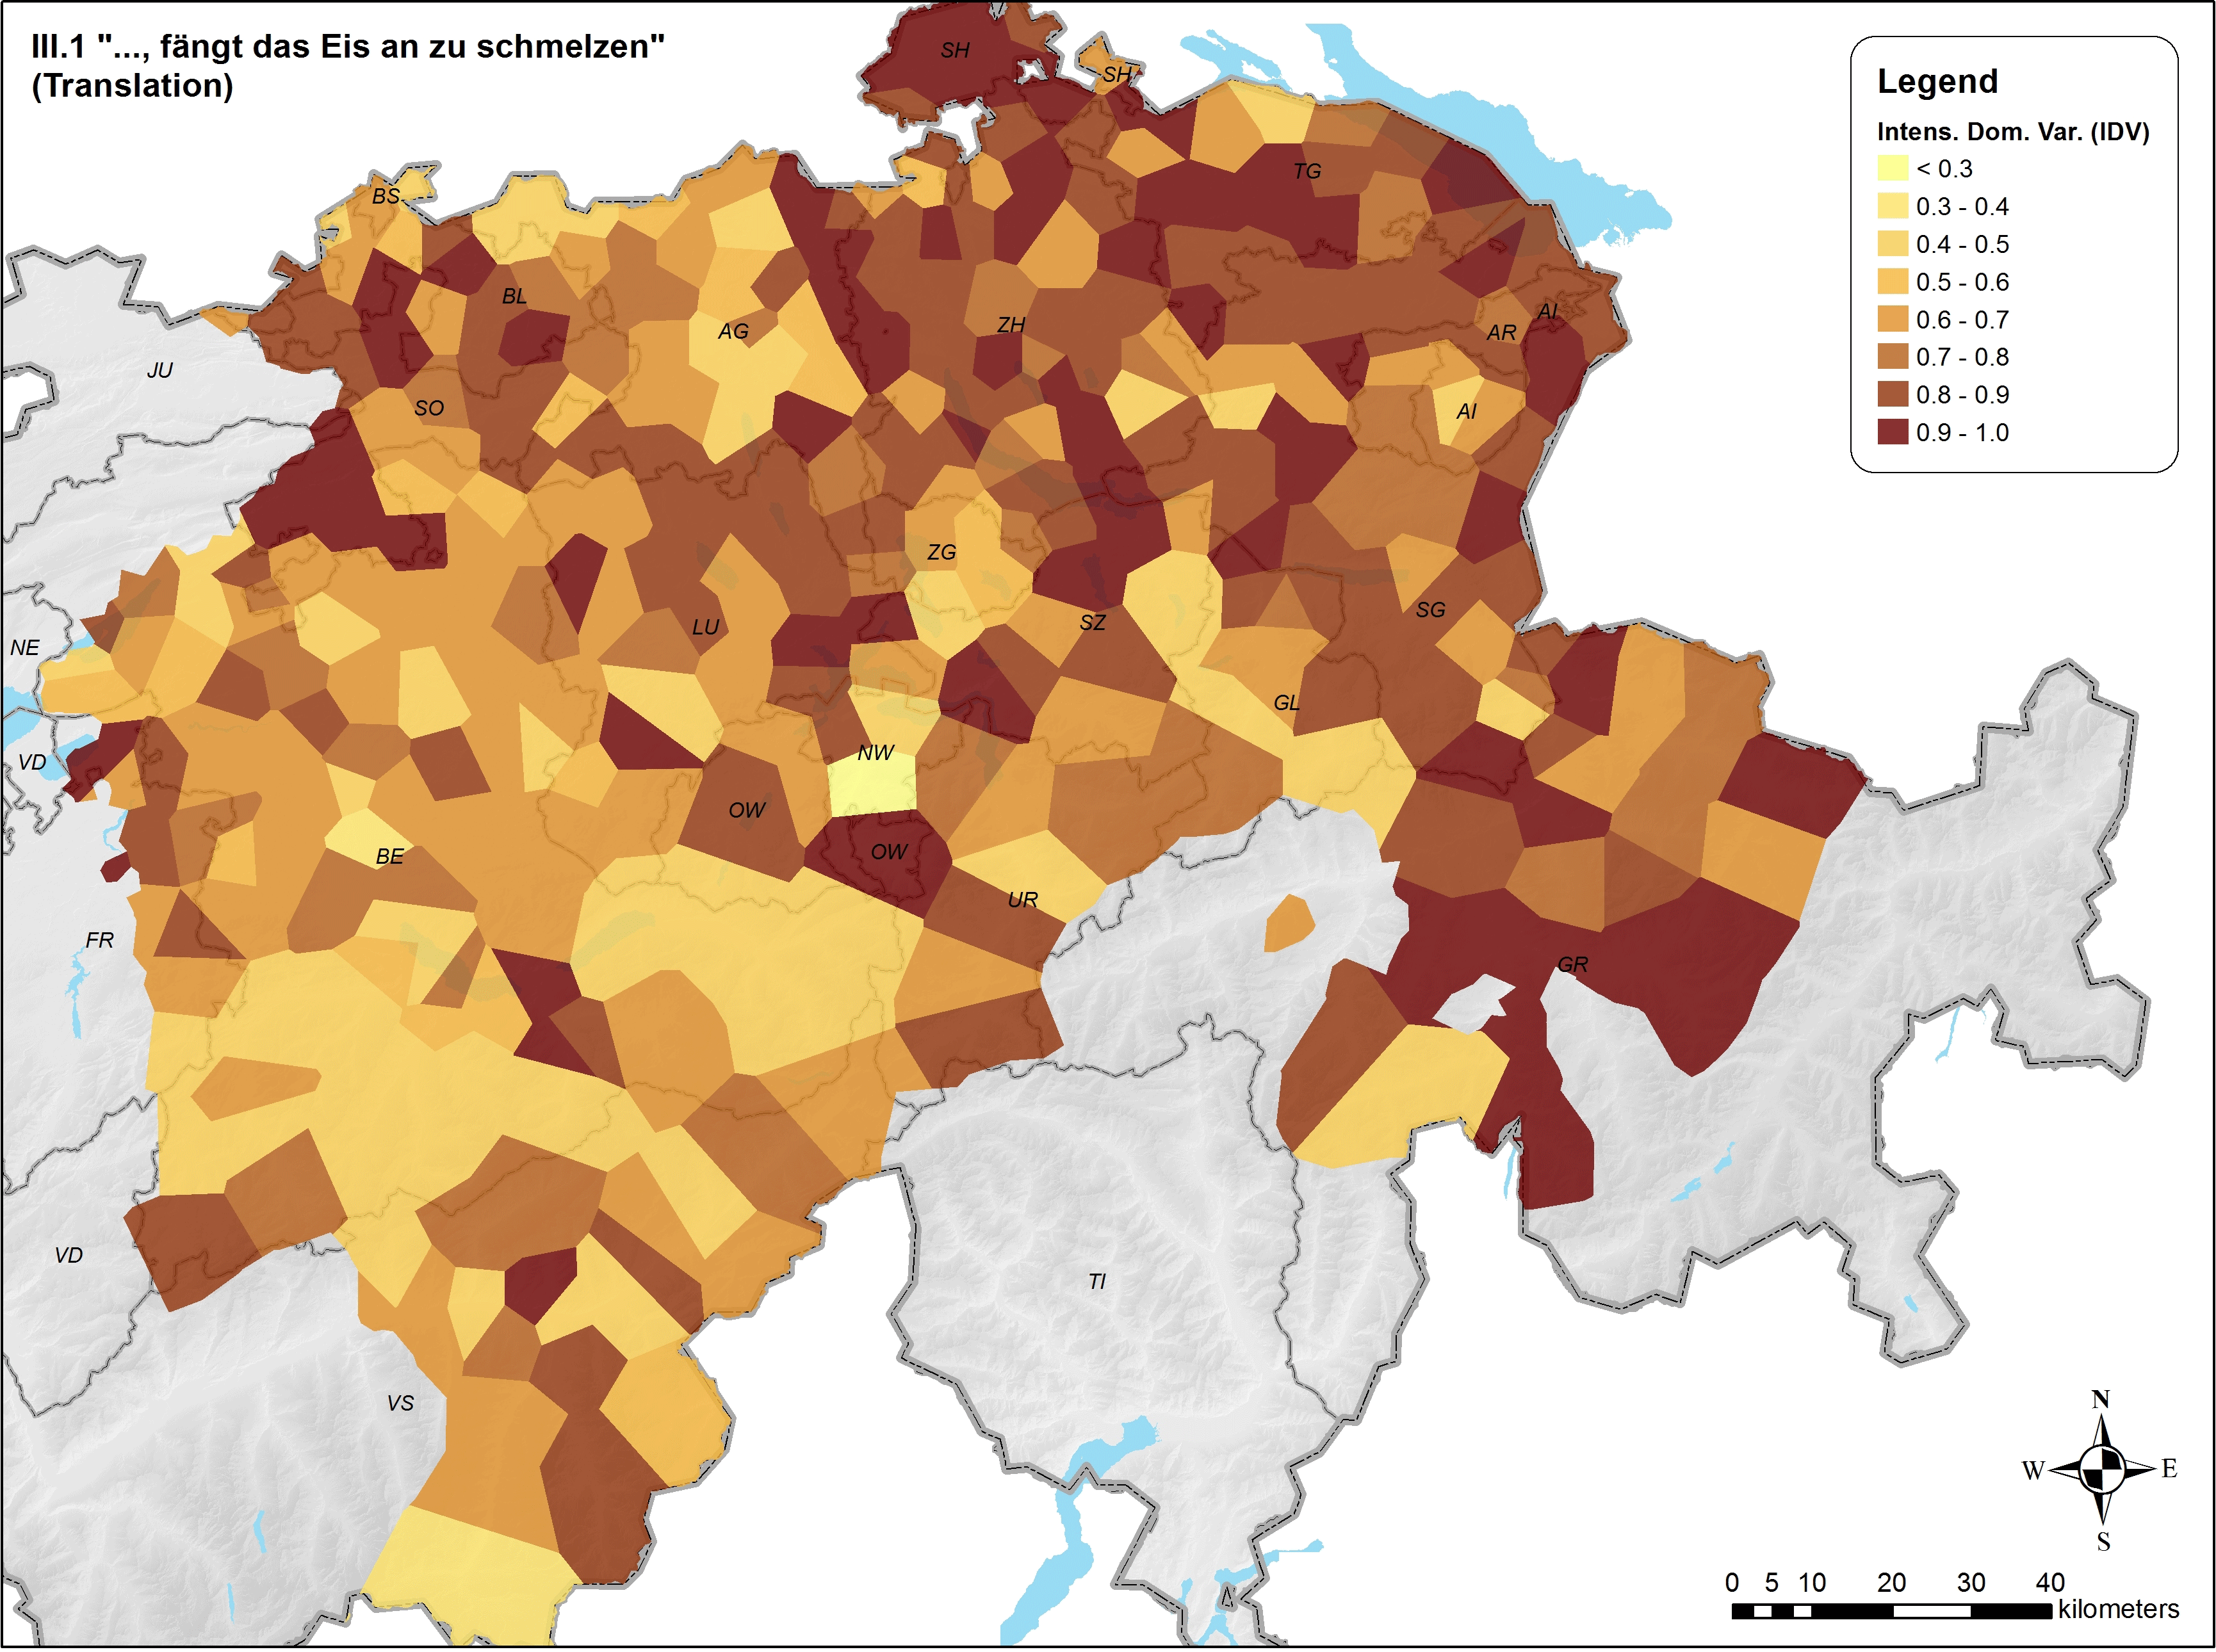 III.1 "..., fängt das Eis an zu schmelzen"
(Translation)
Legend
Intens. Dom. Var. (IDV)
< 0.3
0.3 - 0.4
0.4 - 0.5
0.5 - 0.6
0.6 - 0.7
0.7 - 0.8
0.8 - 0.9
0.9 - 1.0
SH
SH
TG
BS
BL
AG
ZH
AI
AR
JU
SO
AI
ZG
LU
SZ
SG
NE
GL
VD
NW
OW
OW
BE
UR
FR
GR
VD
TI
VS
N
W
E
S
0 5 10 20 30 40
kilometers